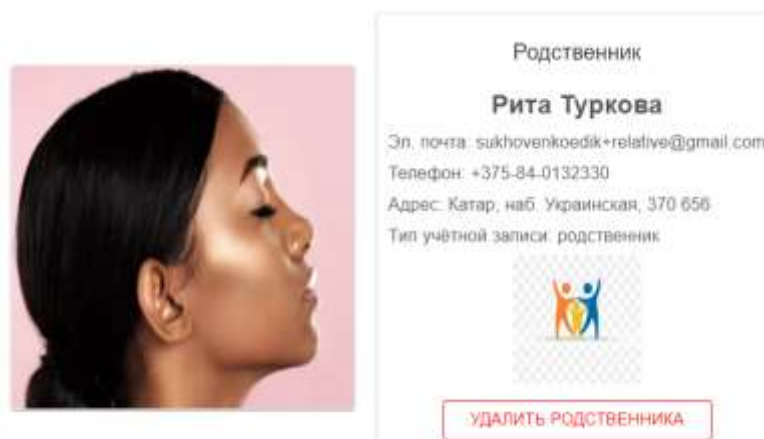 Родственник
Рита Туркова
Эл. почта: sukhovenkoedik+relative@gmail.com
Телефон: +375-84-0132330
Адрес: Катар, наб. Украинская, 370 656
Тип учётной записи: родственник
УДАЛИТЬ РОДСТВЕННИКА